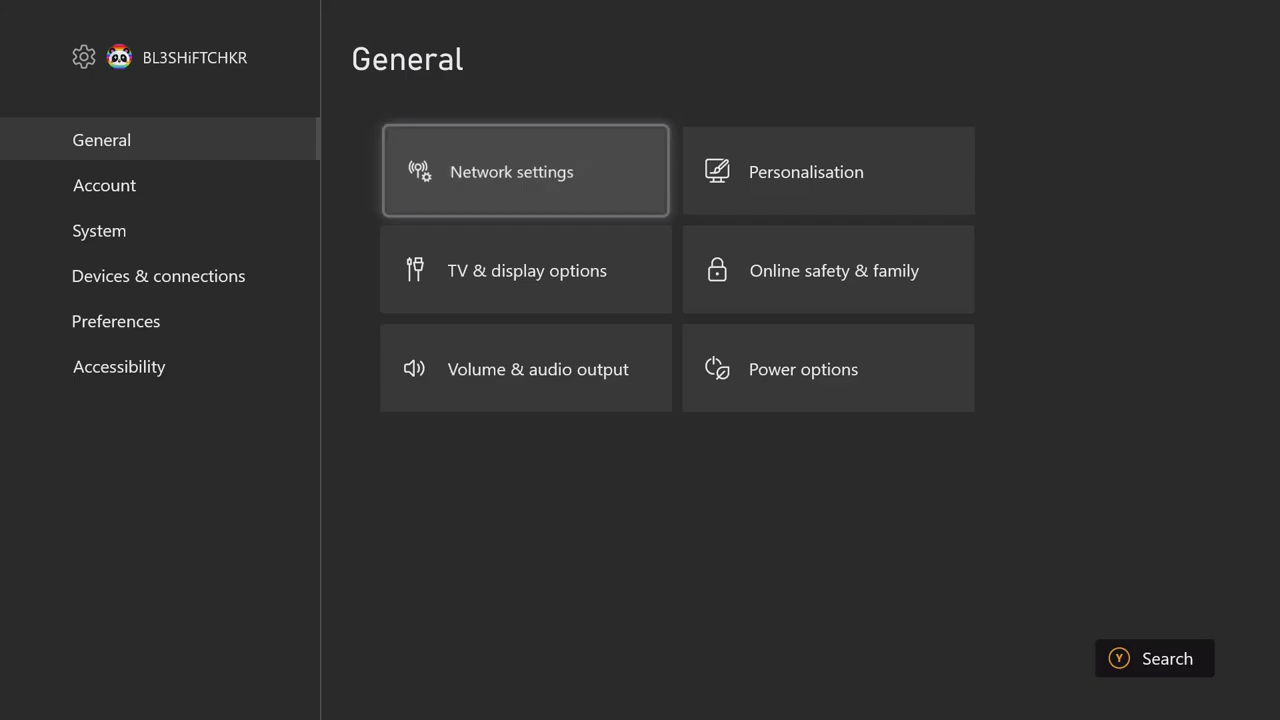 BL3SHiFTCHKR
General
Account
System
Devices & connections
Preferences
Accessibility
General
Network settings
Personalisation
TV & display options
Online safety & family
Volume & audio output
Power options
Y Search